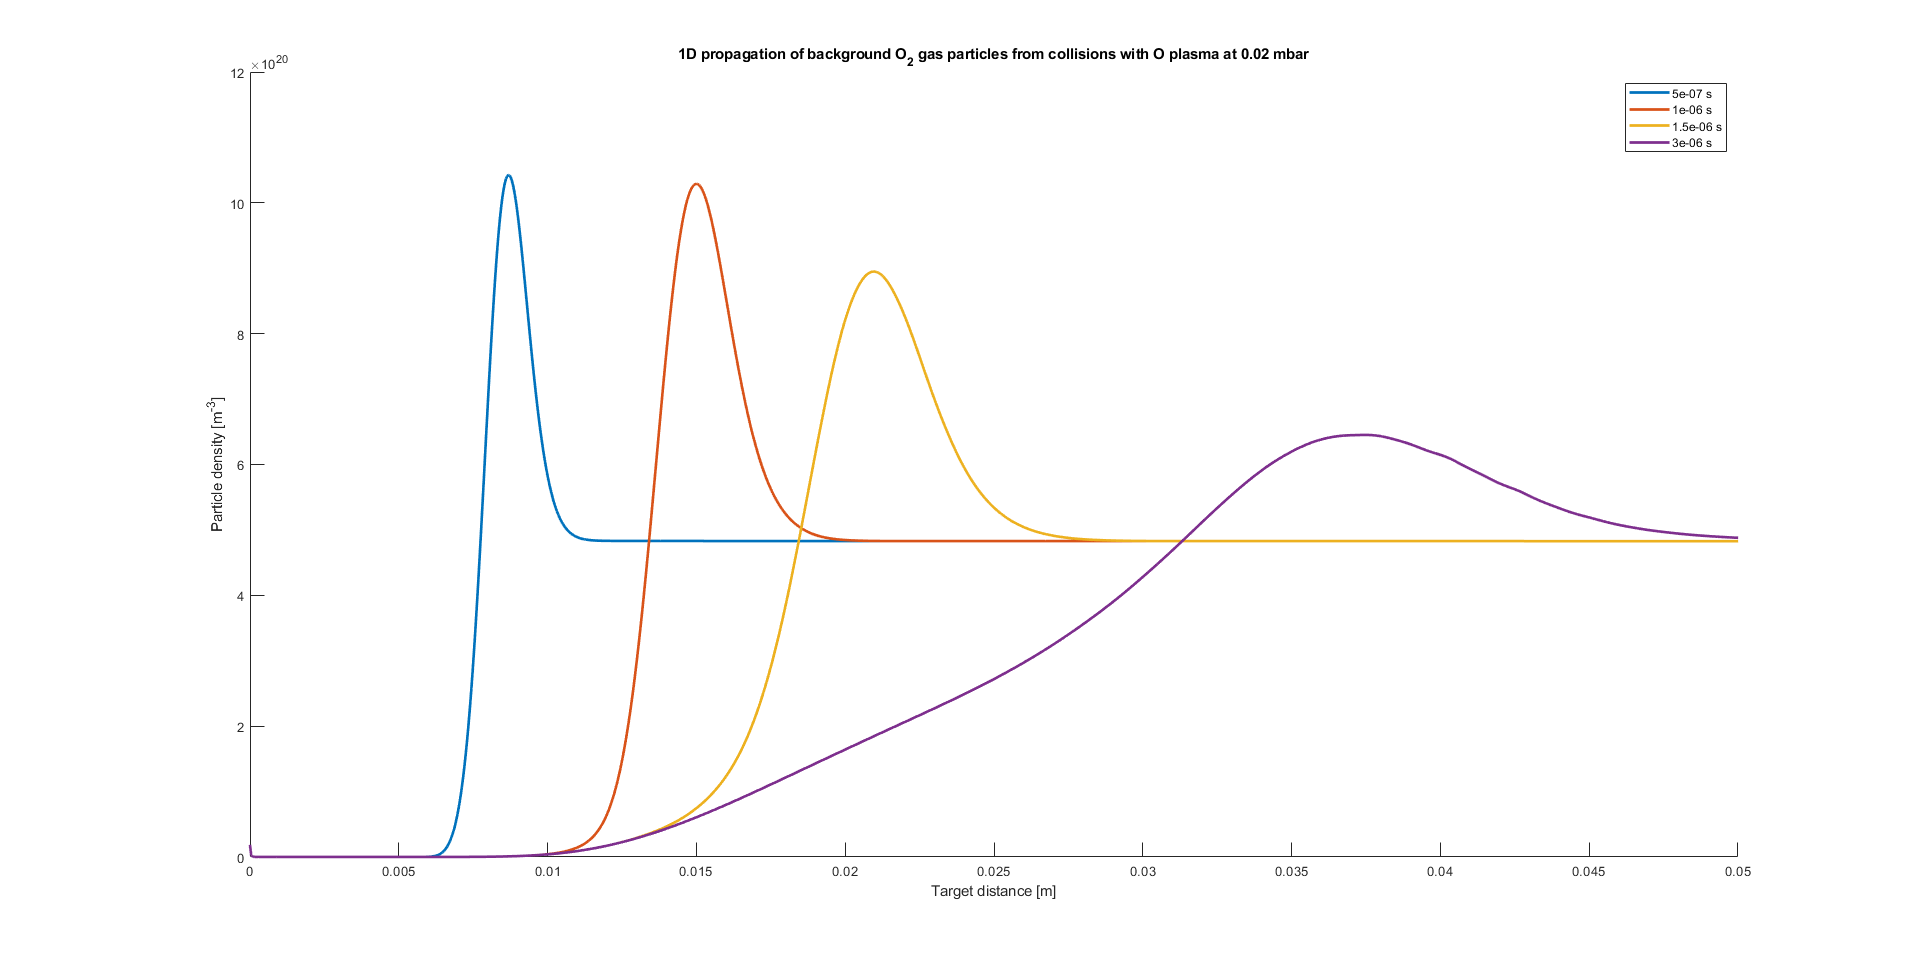 1D propagation of background O2 gas particles from collisions with O plasma at 0.02 mbar
×10^20
12
10
8
6
4
2
0
Particle density [m^-3]
5e-07 s
1e-06 s
1.5e-06 s
3e-06 s
0 0.005 0.01 0.015 0.02 0.025 0.03 0.035 0.04 0.045 0.05
Target distance [m]